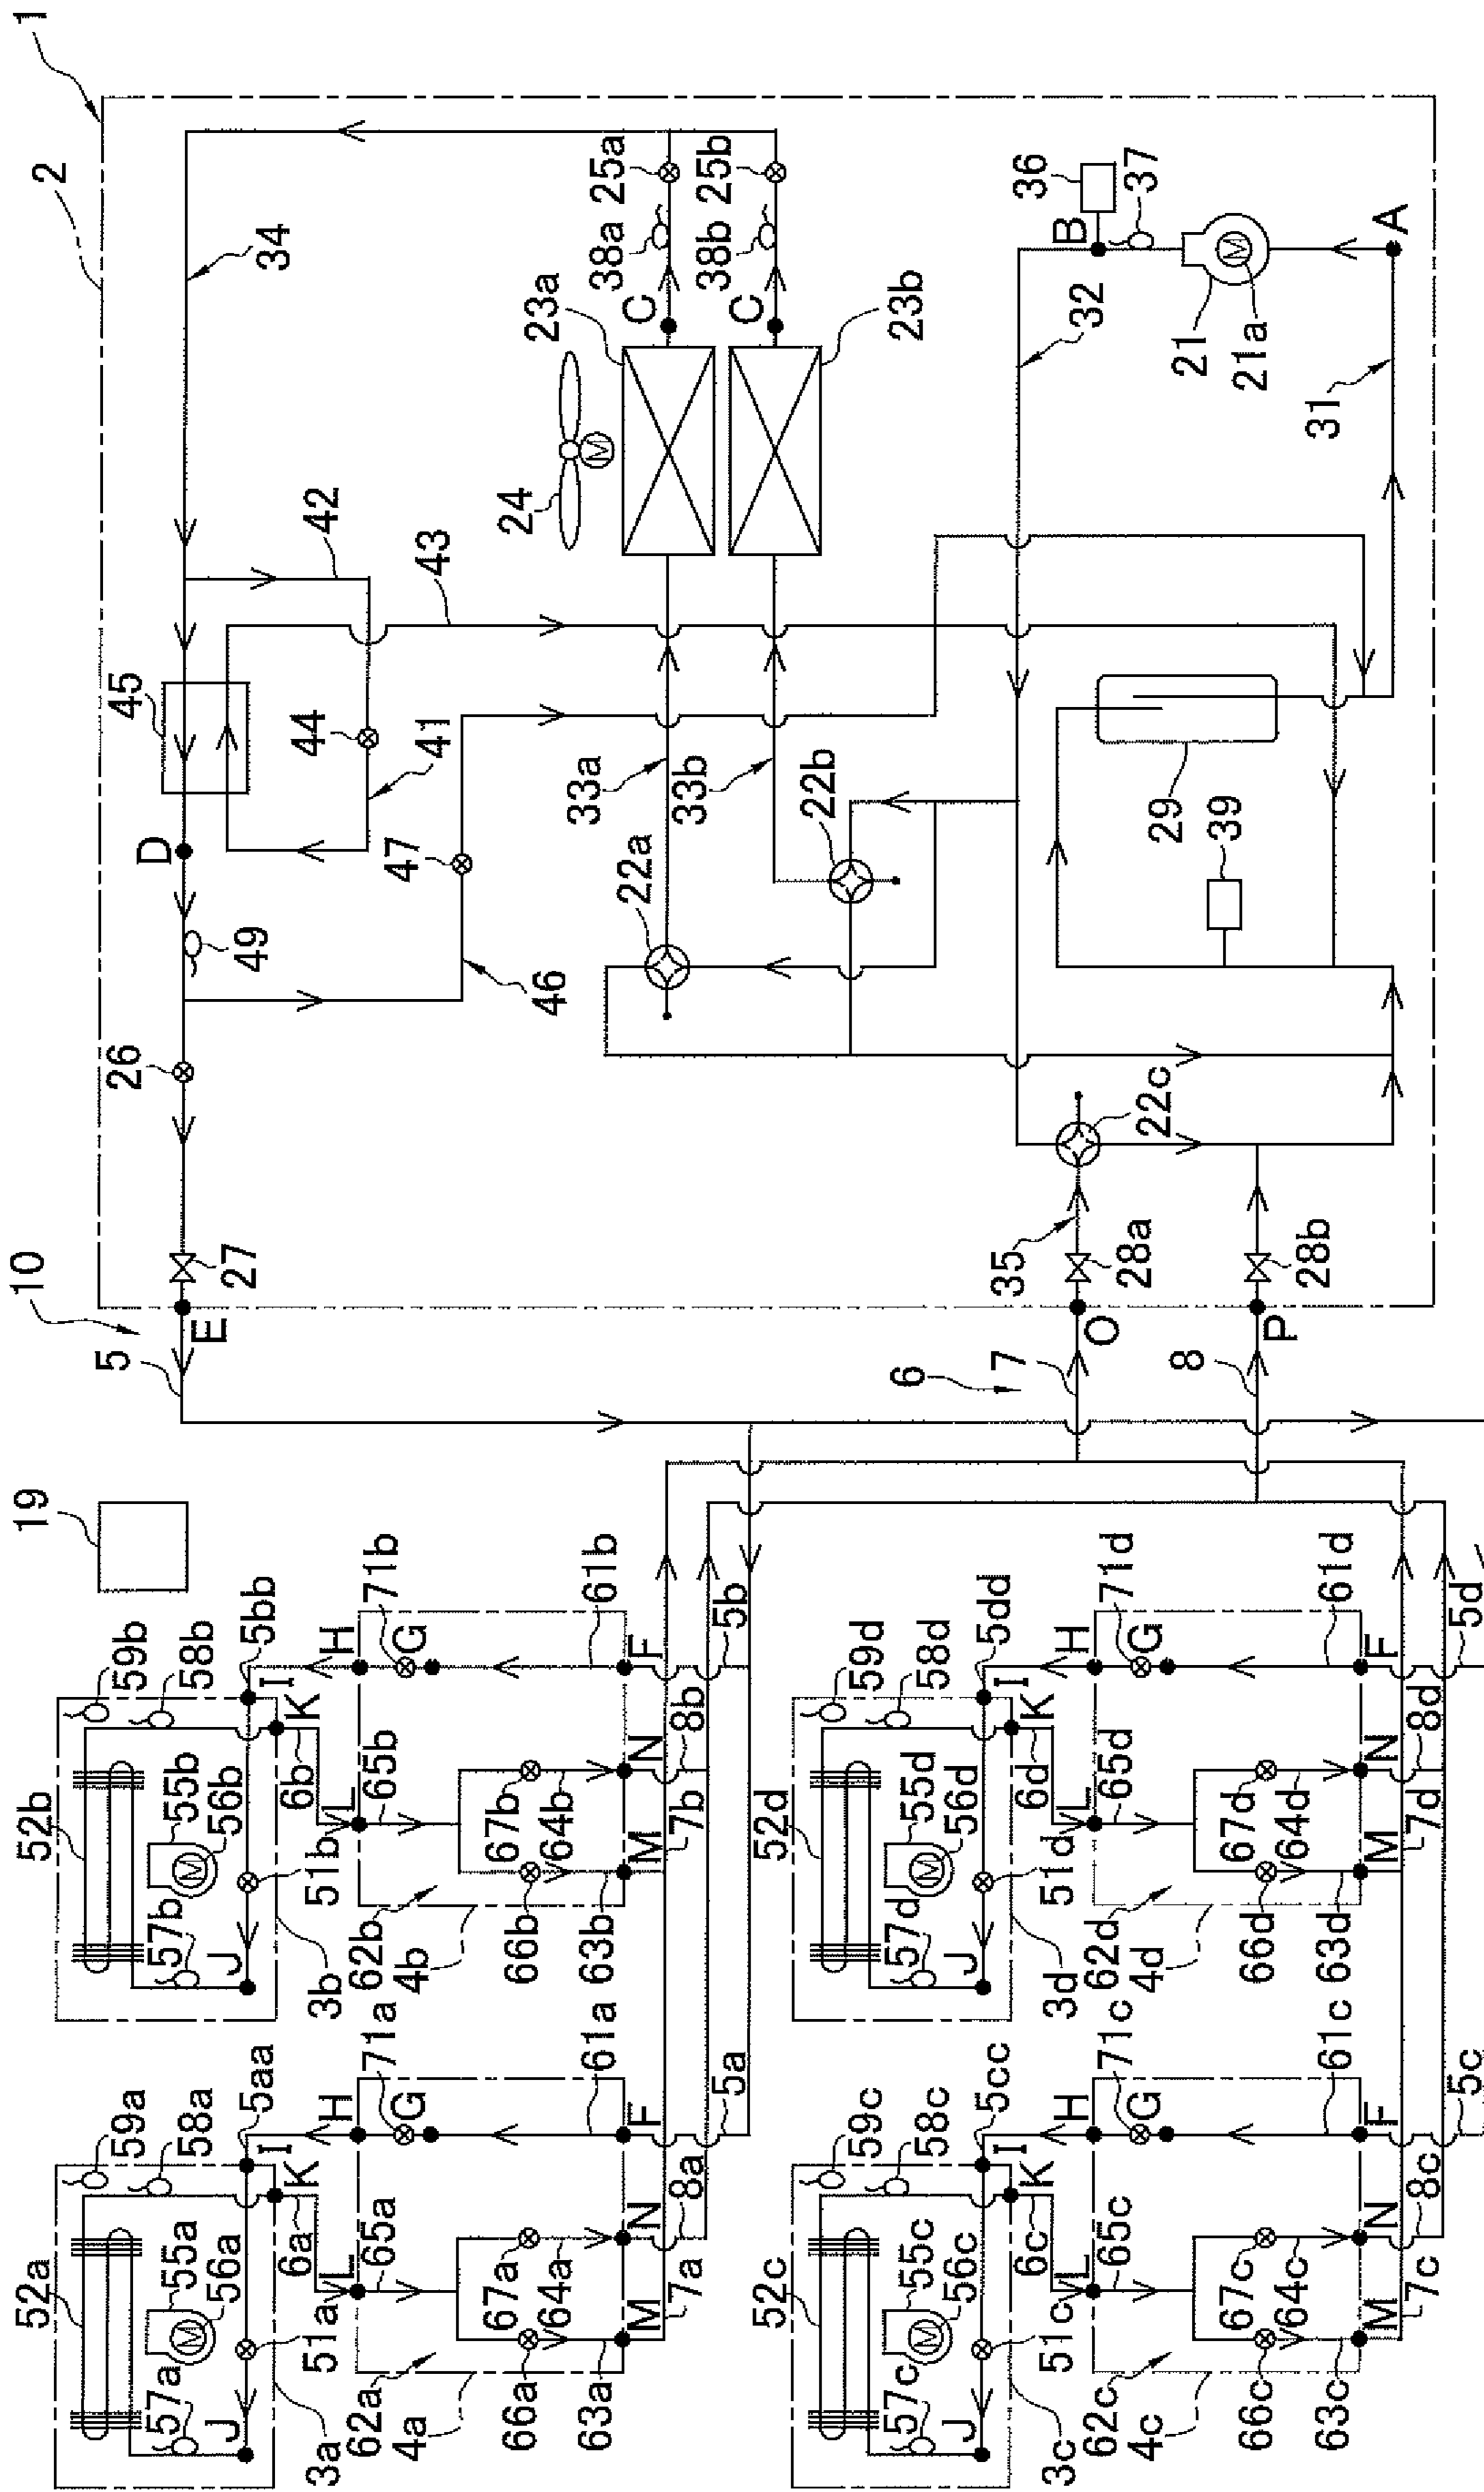 10
1
19
2
59a
59b
52a
58a
52b
58b
5
45
34
55a
5aa
55b
5bb
57a
56a
I
57b
56b
I
E
27
26
D
49
42
J
K
H
J
K
H
44
43
3a
51a
6a
3b
51b
6b
41
62a
L
71a
62b
L
71b
47
4a
65a
G
4b
65b
G
46
24
66a
67a
66b
67b
23a
63a
64a
61a
63b
64b
61b
33a
22a
C
38a
25a
M
N
F
M
N
F
33b
7a
8a
5a
7b
8b
5b
22b
C
38b
25b
59c
59d
52c
58c
52d
58d
23b
6
35
55c
5cc
55d
5dd
57c
56c
I
57d
56d
I
7
O
28a
22c
32
B
36
J
K
H
J
K
H
37
3c
51c
6c
3d
51d
6d
8
29
21
62c
L
71c
62d
L
71d
39
21a
4c
65c
G
4d
65d
G
P
28b
31
66c
67c
66d
67d
63c
64c
61c
63d
64d
61d
A
M
N
F
M
N
F
7c
8c
5c
7d
8d
5d
M
M
M
M
M
M